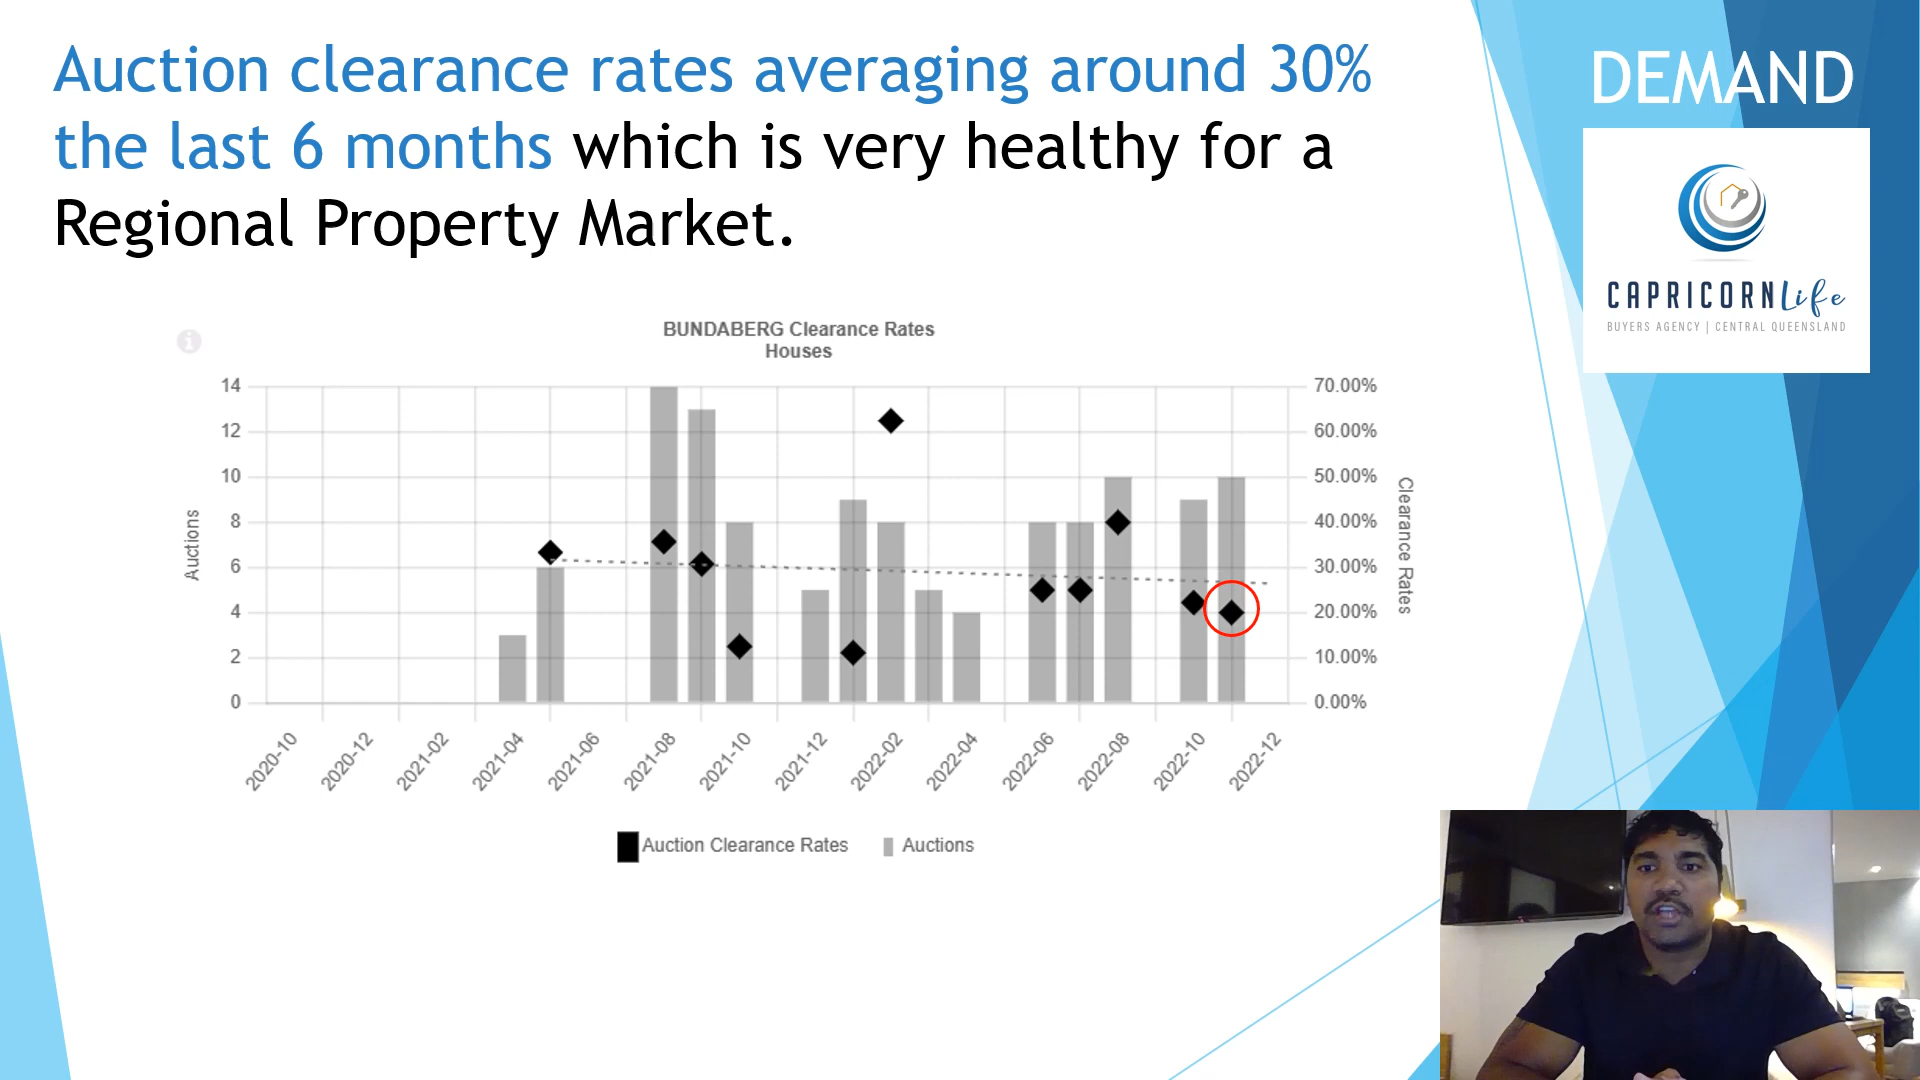 Auction clearance rates averaging around 30%
the last 6 months which is very healthy for a
Regional Property Market.
DEMAND
CAPRICORN Life
BUYERS AGENCY | CENTRAL QUEENSLAND
i
BUNDABERG Clearance Rates
Houses
14
12
10
8
6
4
2
0
Auctions
70.00%
60.00%
50.00%
40.00%
30.00%
20.00%
10.00%
0.00%
Clearance Rates
2020-10
2020-12
2021-02
2021-04
2021-06
2021-08
2021-10
2021-12
2022-02
2022-04
2022-06
2022-08
2022-10
2022-12
Auction Clearance Rates
Auctions